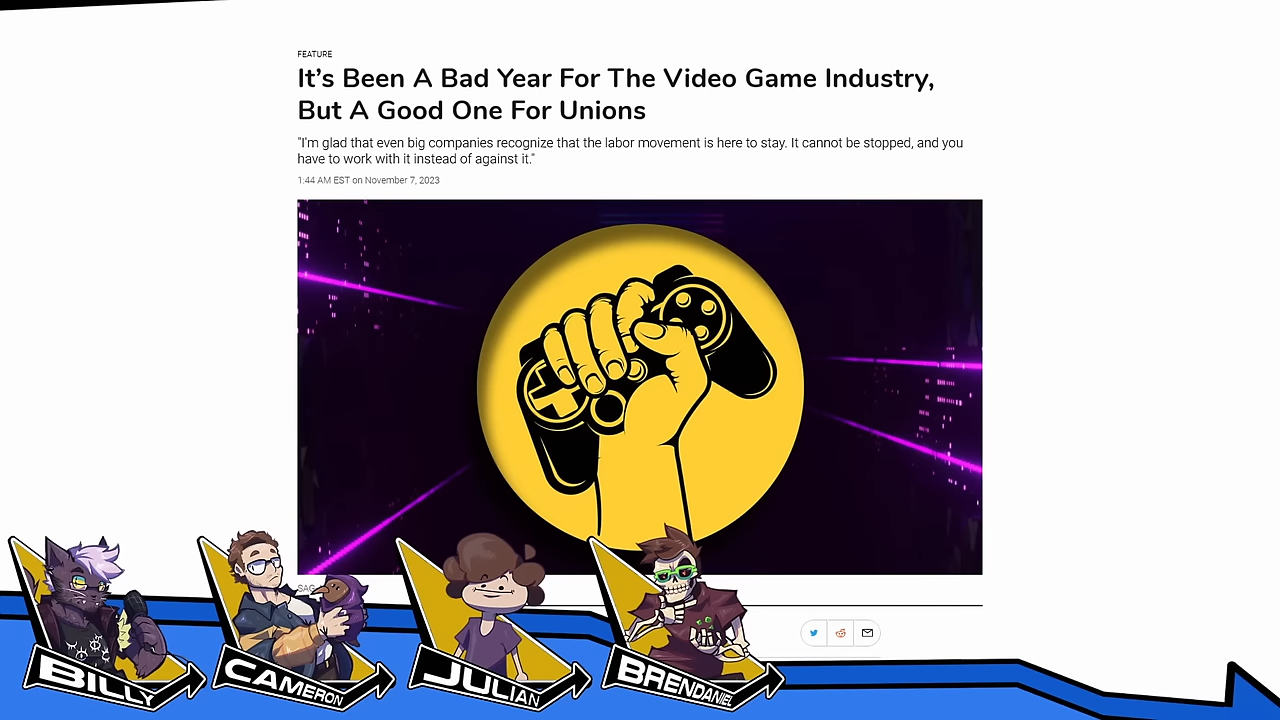 FEATURE
It's Been A Bad Year For The Video Game Industry,
But A Good One For Unions
"I'm glad that even big companies recognize that the labor movement is here to stay. It cannot be stopped, and you
have to work with it instead of against it."
1:44 AM EST on November 7, 2023
SAG
BILLY
CAMERON
JULIAN
BRENDANIEL